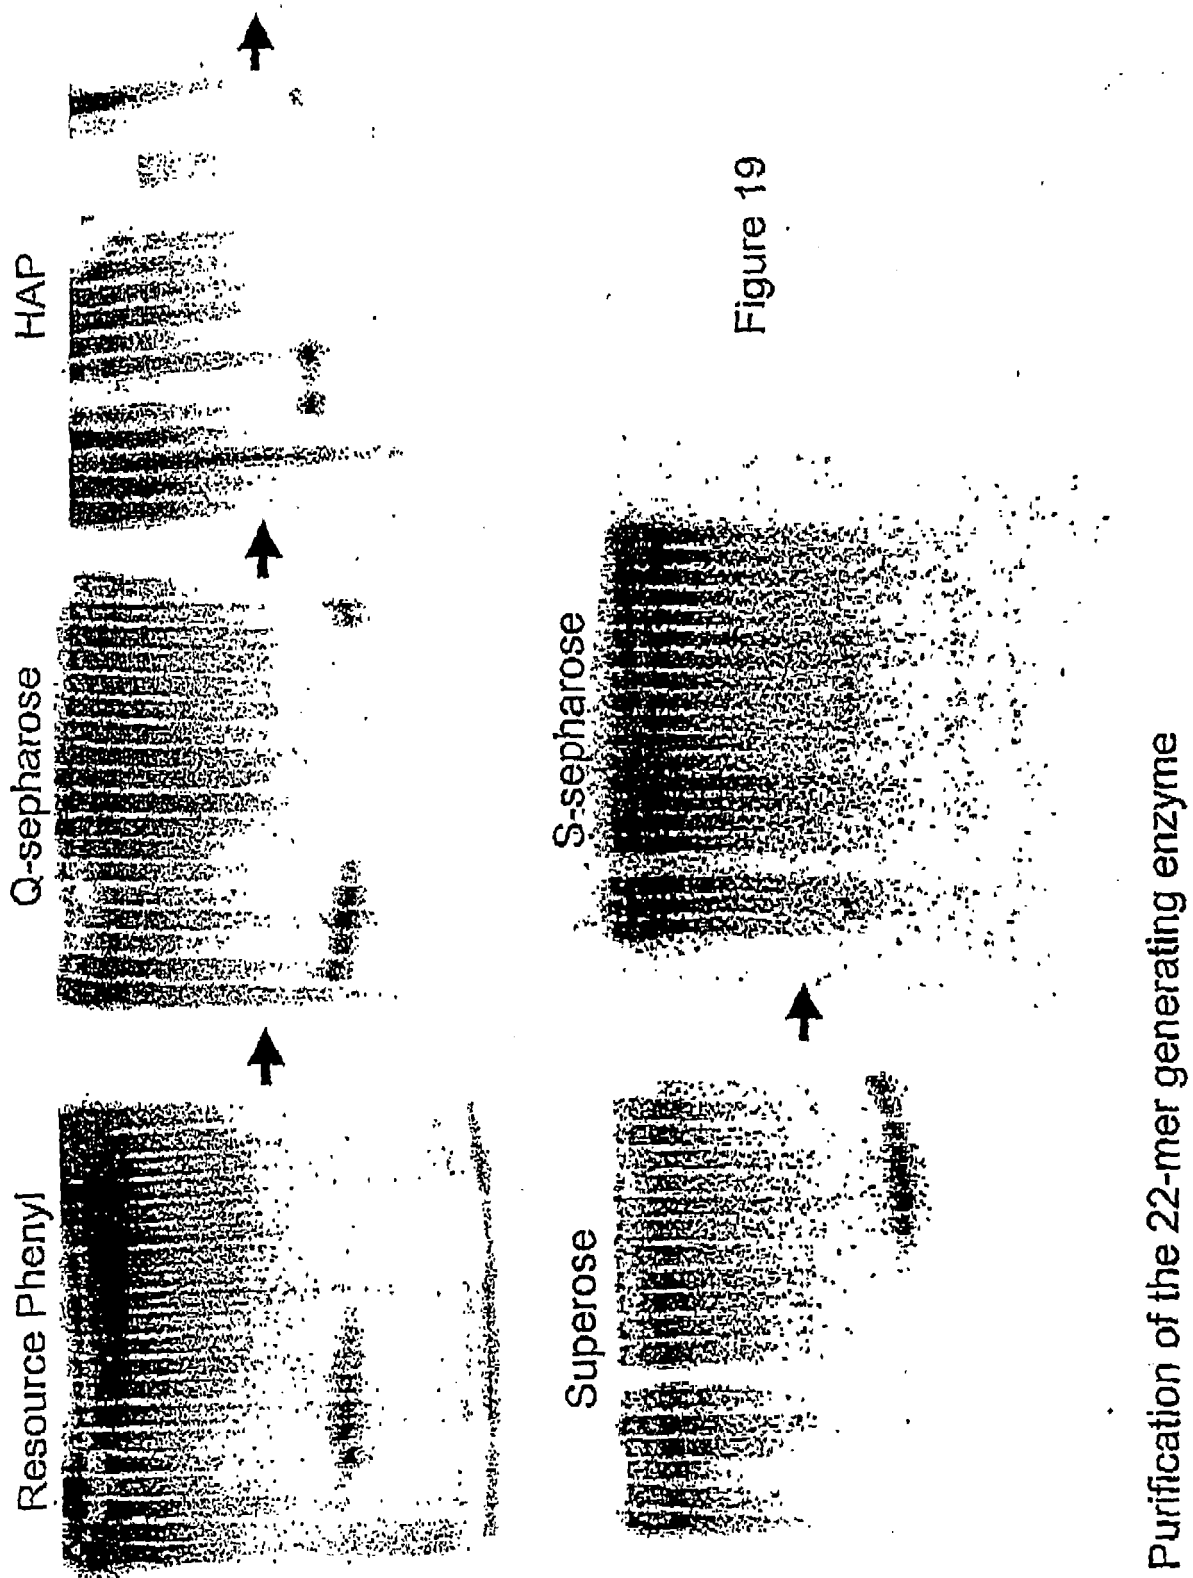 Resource Phenyl
Q-sepharose
HAP
Superose
S-sepharose
Figure 19
Purification of the 22-mer generating enzyme